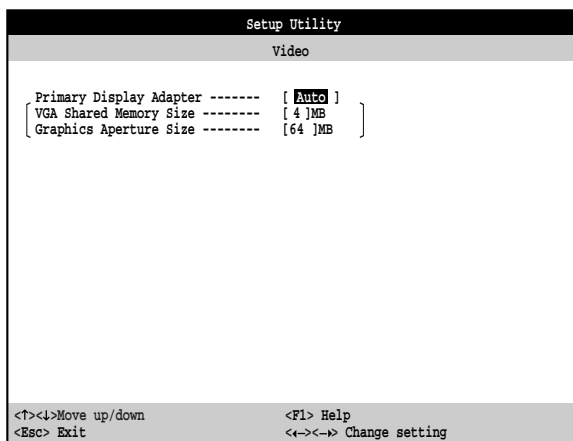 Setup Utility
Video
Primary Display Adapter ------- [ Auto ]
VGA Shared Memory Size -------- [ 4 ]MB
Graphics Aperture Size -------- [64 ]MB
<↑><↓>Move up/down <F1> Help
<Esc> Exit <←><→> Change setting